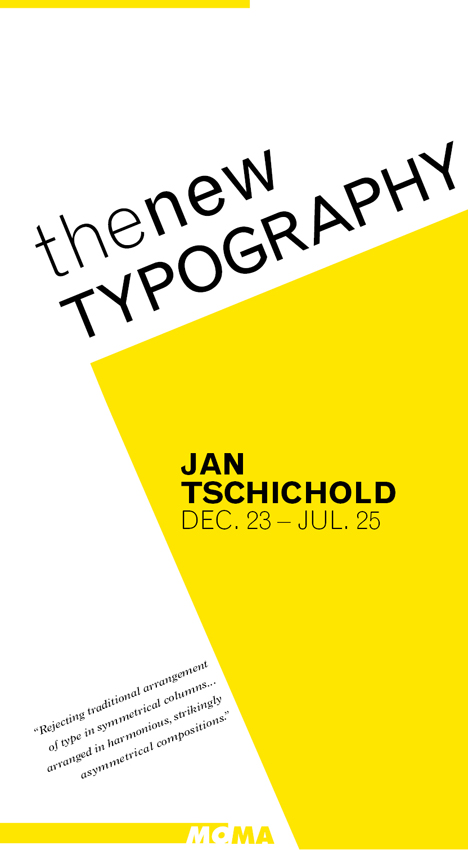 thenew
TYPOGRAPHY
JAN
TSCHICHOLD
DEC. 23 – JUL. 25
“Rejecting traditional arrangement
of type in symmetrical columns...
arranged in harmonious, strikingly
asymmetrical compositions.”
MOMA